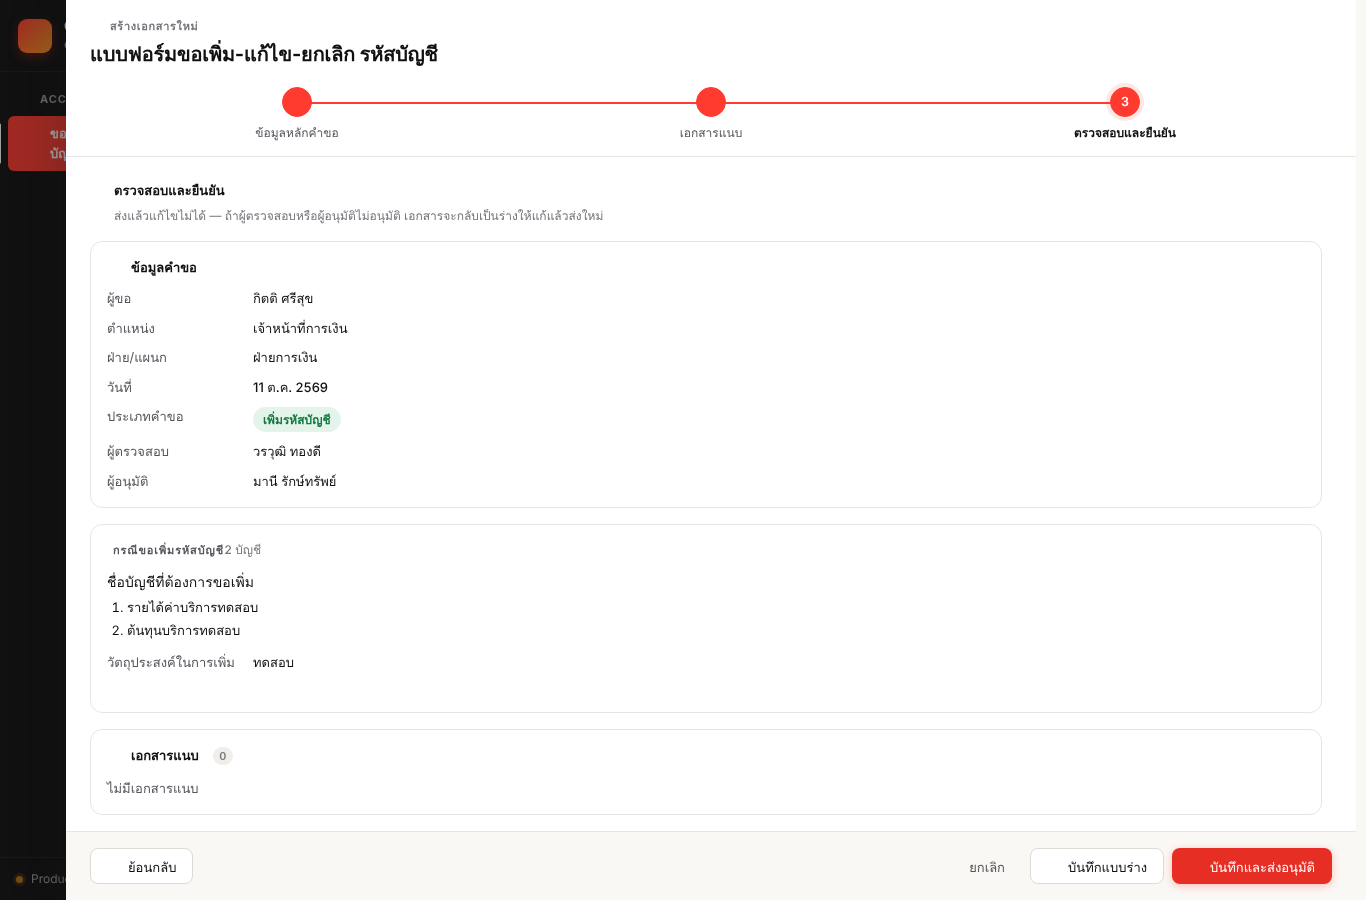 สร้างเอกสารใหม่
แบบฟอร์มขอเพิ่ม-แก้ไข-ยกเลิก รหัสบัญชี
3
ข้อมูลหลักคำขอ
เอกสารแนบ
ตรวจสอบและยืนยัน
ACC
ขอ
บัญ
ตรวจสอบและยืนยัน
ส่งแล้วแก้ไขไม่ได้ — ถ้าผู้ตรวจสอบหรือผู้อนุมัติไม่อนุมัติ เอกสารจะกลับเป็นร่างให้แก้แล้วส่งใหม่
ข้อมูลคำขอ
ผู้ขอ กิตติ ศรีสุข
ตำแหน่ง เจ้าหน้าที่การเงิน
ฝ่าย/แผนก ฝ่ายการเงิน
วันที่ 11 ต.ค. 2569
ประเภทคำขอ เพิ่มรหัสบัญชี
ผู้ตรวจสอบ วรวุฒิ ทองดี
ผู้อนุมัติ มานี รักษ์ทรัพย์
กรณีขอเพิ่มรหัสบัญชี 2 บัญชี
ชื่อบัญชีที่ต้องการขอเพิ่ม
1. รายได้ค่าบริการทดสอบ
2. ต้นทุนบริการทดสอบ
วัตถุประสงค์ในการเพิ่ม ทดสอบ
เอกสารแนบ 0
ไม่มีเอกสารแนบ
Produ
ย้อนกลับ ยกเลิก บันทึกแบบร่าง บันทึกและส่งอนุมัติ